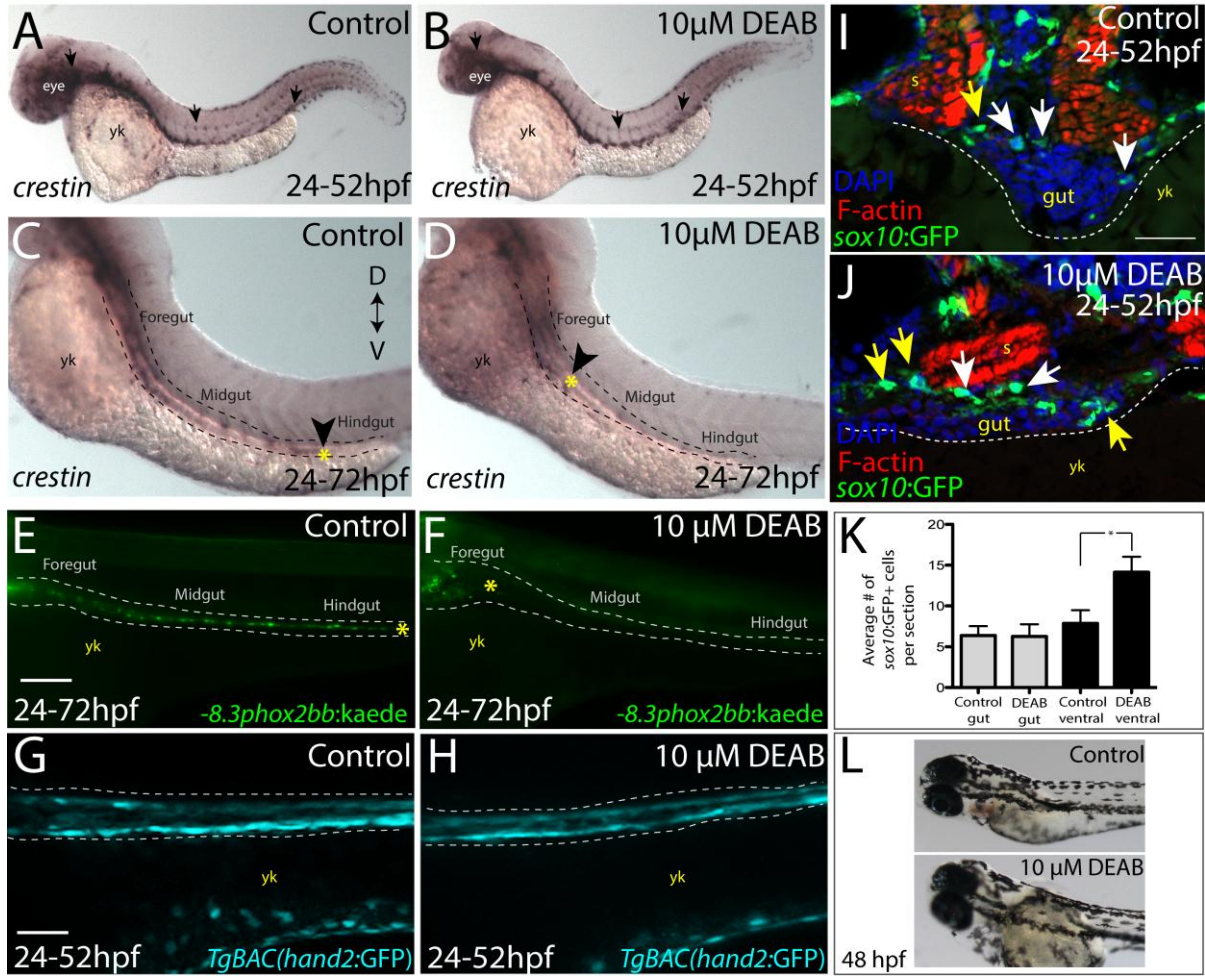 A
Control
eye
yk
crestin
24-52hpf
B
10μM DEAB
eye
yk
crestin
24-52hpf
C
Control
D
V
Foregut
yk
Midgut
Hindgut
*
crestin
24-72hpf
D
10μM DEAB
Foregut
yk
*
Midgut
Hindgut
crestin
24-72hpf
E
Control
Foregut
Midgut
Hindgut
*
yk
24-72hpf
-8.3phox2bb:kaede
F
10 μM DEAB
Foregut
*
Midgut
Hindgut
yk
24-72hpf
-8.3phox2bb:kaede
G
Control
yk
24-52hpf
TgBAC(hand2:GFP)
H
10 μM DEAB
yk
24-52hpf
TgBAC(hand2:GFP)
I
Control
24-52hpf
s
DAPI
gut
yk
F-actin
sox10:GFP
J
10μM DEAB
24-52hpf
s
DAPI
gut
F-actin
yk
sox10:GFP
K
Average # of
sox10:GFP+ cells
per section
20
15
10
5
0
*
Control
gut
DEAB
gut
Control
ventral
DEAB
ventral
L
Control
10 μM DEAB
48 hpf